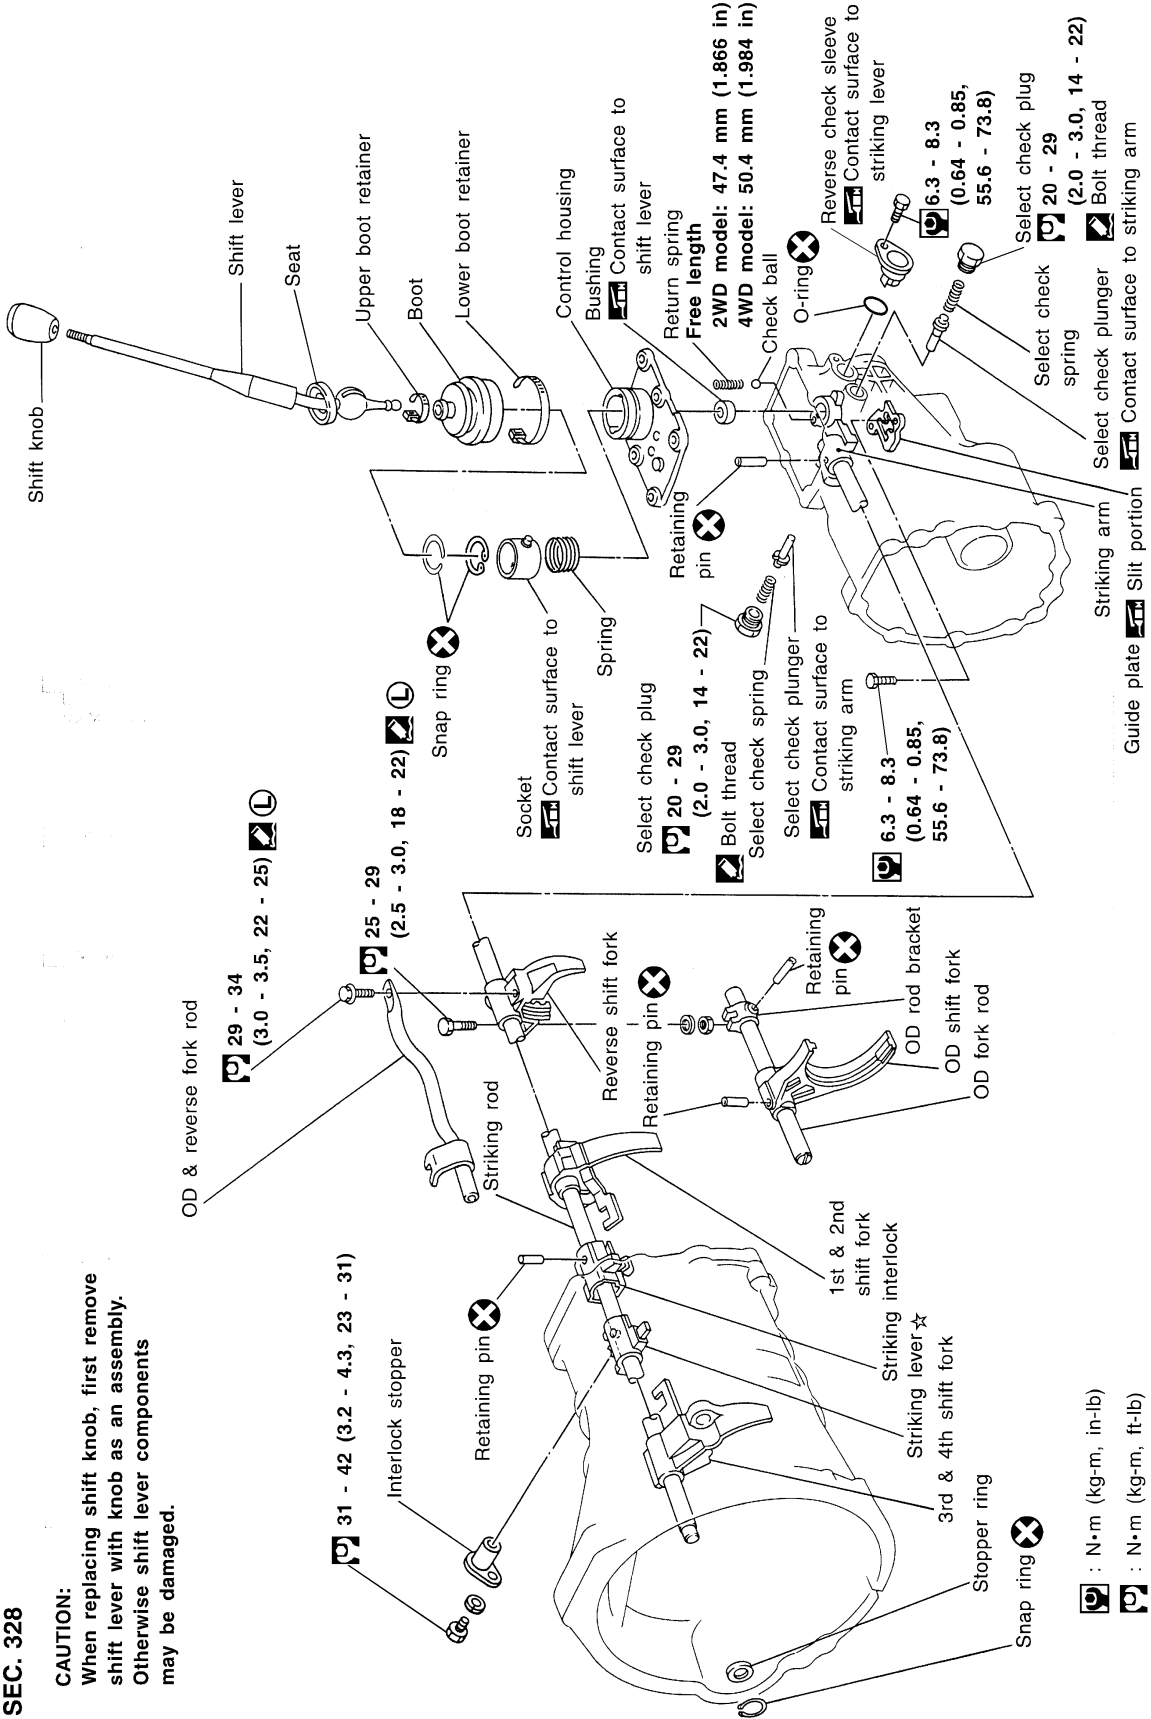 SEC. 328
CAUTION:
When replacing shift knob, first remove
shift lever with knob as an assembly.
Otherwise shift lever components
may be damaged.
Shift knob
Shift lever
Seat
Upper boot retainer
Boot
Lower boot retainer
Control housing
Bushing
Contact surface to
shift lever
Return spring
Free length
2WD model: 47.4 mm (1.866 in)
4WD model: 50.4 mm (1.984 in)
Check ball
O-ring
Reverse check sleeve
Contact surface to
striking lever
6.3 - 8.3
(0.64 - 0.85,
55.6 - 73.8)
Select check plug
20 - 29
(2.0 - 3.0, 14 - 22)
Bolt thread
Select check
spring
Select check plunger
Contact surface to striking arm
Striking arm
Guide plate
Slit portion
Retaining
pin
Snap ring
Socket
Contact surface to
shift lever
Spring
Select check plug
20 - 29
(2.0 - 3.0, 14 - 22)
Bolt thread
Select check spring
Select check plunger
Contact surface to
striking arm
6.3 - 8.3
(0.64 - 0.85,
55.6 - 73.8)
OD & reverse fork rod
29 - 34
(3.0 - 3.5, 22 - 25) L
25 - 29
(2.5 - 3.0, 18 - 22) L
Striking rod
Reverse shift fork
Retaining pin
Retaining
pin
OD rod bracket
OD shift fork
OD fork rod
31 - 42 (3.2 - 4.3, 23 - 31)
Interlock stopper
Retaining pin
1st & 2nd
shift fork
Striking interlock
Striking lever ☆
3rd & 4th shift fork
Stopper ring
Snap ring
: N•m (kg-m, in-lb)
: N•m (kg-m, ft-lb)